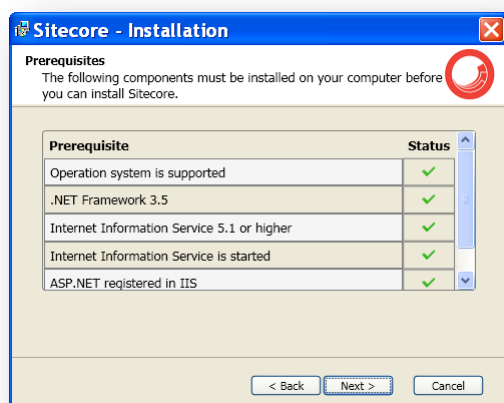 Sitecore - Installation
Prerequisites
The following components must be installed on your computer before
you can install Sitecore.
Prerequisite Status
Operation system is supported
.NET Framework 3.5
Internet Information Service 5.1 or higher
Internet Information Service is started
ASP.NET registered in IIS
< Back Next > Cancel